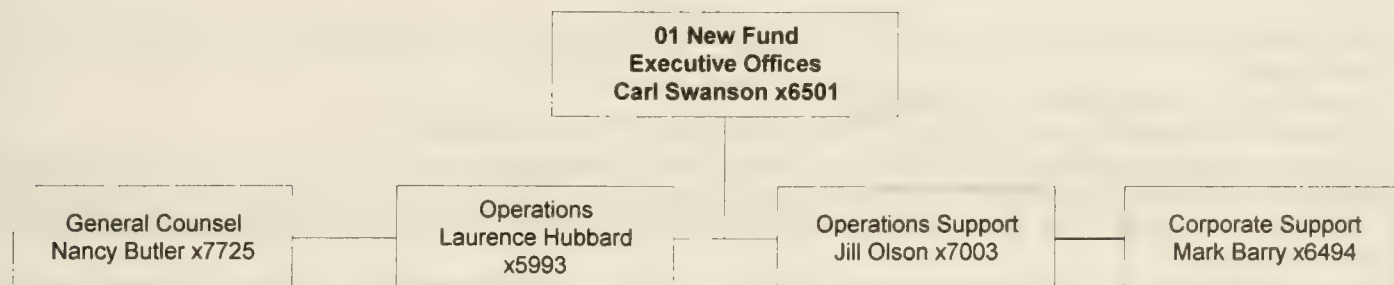 01 New Fund
Executive Offices
Carl Swanson x6501
General Counsel
Nancy Butler x7725
Operations
Laurence Hubbard
x5993
Operations Support
Jill Olson x7003
Corporate Support
Mark Barry x6494